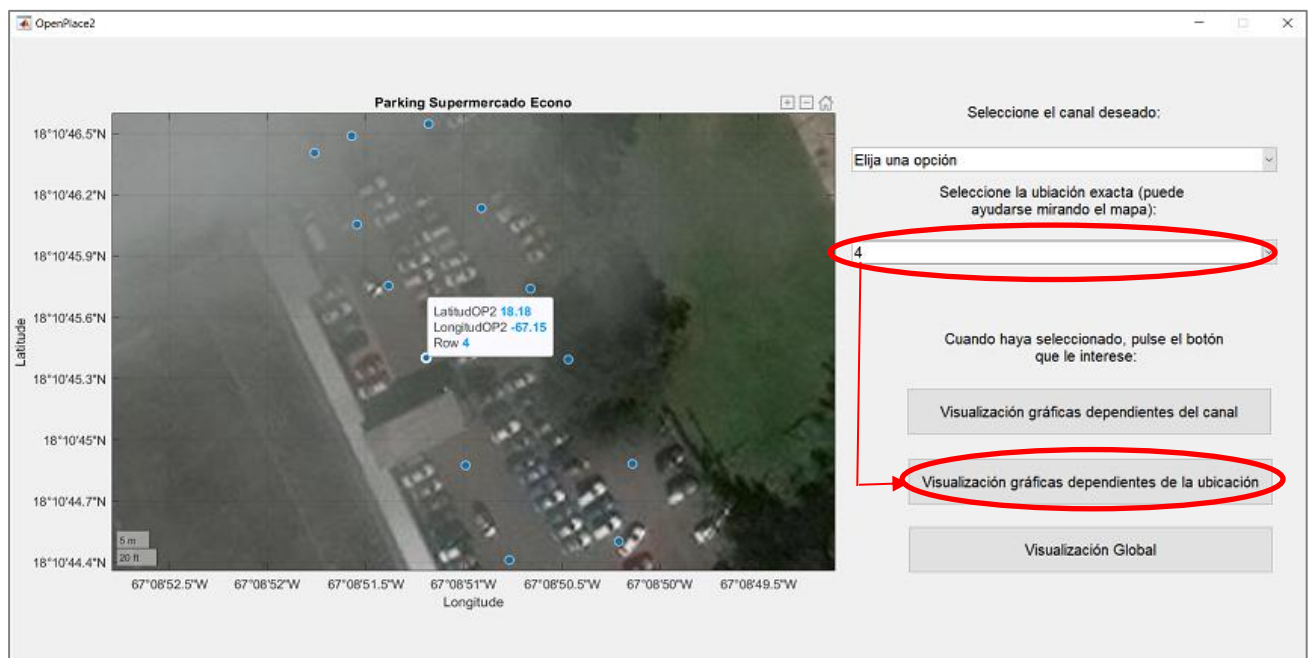 OpenPlace2
Parking Supermercado Econo
18°10'46.5"N
18°10'46.2"N
18°10'45.9"N
18°10'45.6"N
18°10'45.3"N
18°10'45"N
18°10'44.7"N
18°10'44.4"N
Latitude
LatitudOP2 18.18
LongitudOP2 -67.15
Row 4
5 m
20 ft
67°08'52.5"W
67°08'52"W
67°08'51.5"W
67°08'51"W
67°08'50.5"W
67°08'50"W
67°08'49.5"W
Longitude
Seleccione el canal deseado:
Elija una opción
Seleccione la ubiación exacta (puede
ayudarse mirando el mapa):
4
Cuando haya seleccionado, pulse el botón
que le interese:
Visualización gráficas dependientes del canal
Visualización gráficas dependientes de la ubicación
Visualización Global